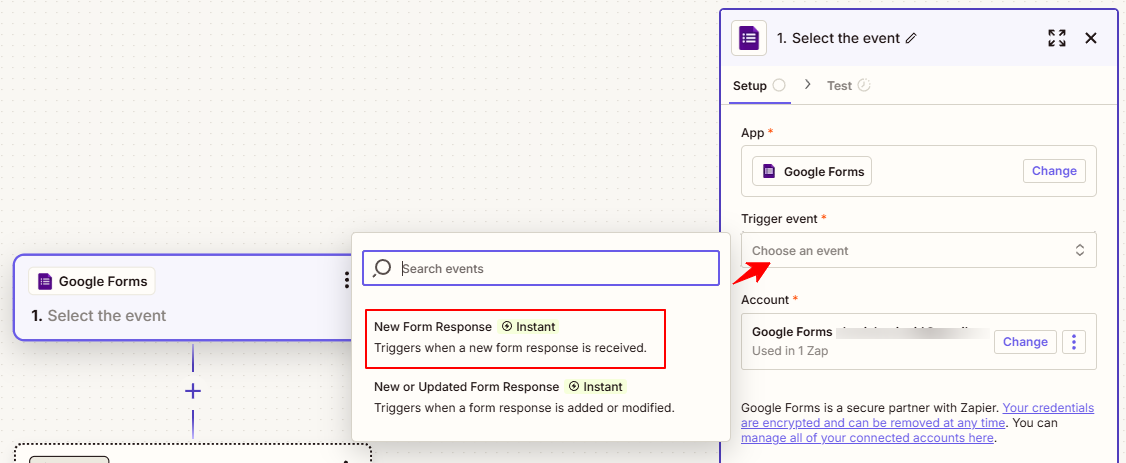 Google Forms
1. Select the event
Search events
New Form Response Instant
Triggers when a new form response is received.
New or Updated Form Response Instant
Triggers when a form response is added or modified.
1. Select the event
Setup
Test
App *
Google Forms
Change
Trigger event *
Choose an event
Account *
Google Forms
Used in 1 Zap
Change
Google Forms is a secure partner with Zapier. Your credentials
are encrypted and can be removed at any time. You can
manage all of your connected accounts here.